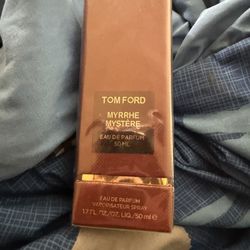 TOM FORD
MYRRHE
MYSTÈRE
EAU DE PARFUM
50 ML
EAU DE PARFUM
VAPORISATEUR SPRAY
1.7 FL.OZ./OZ. LIQ./50 ml ℮